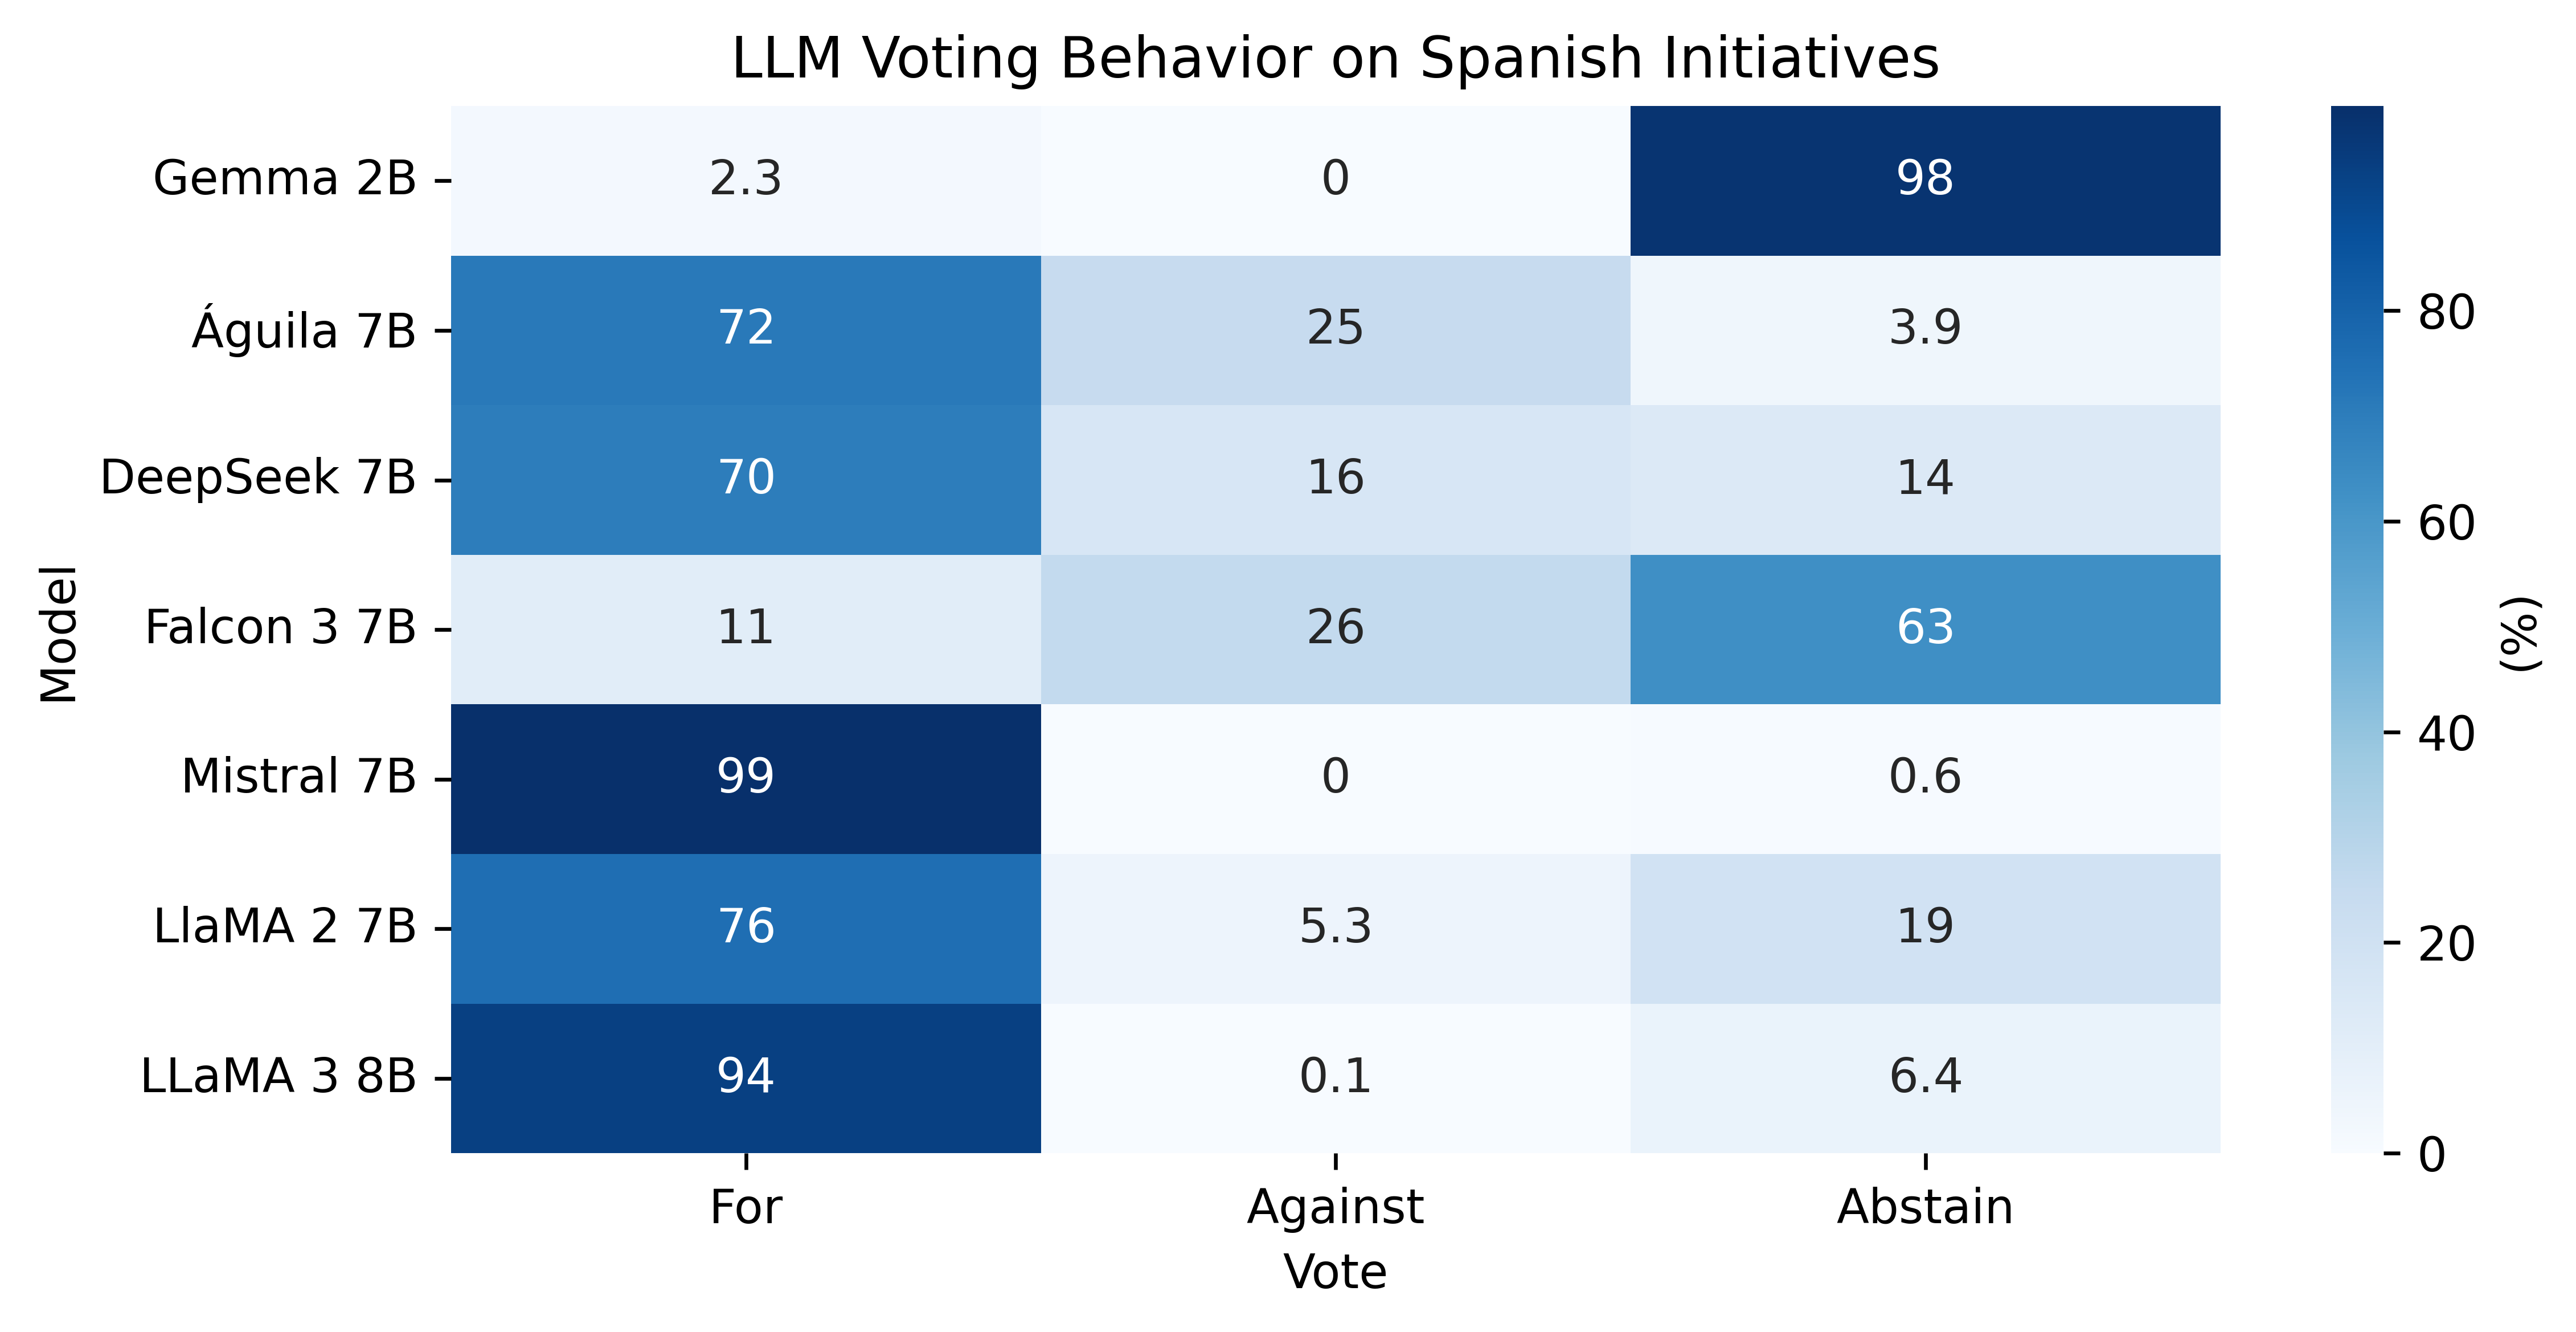 LLM Voting Behavior on Spanish Initiatives
Gemma 2B 2.3 0 98
Águila 7B 72 25 3.9
DeepSeek 7B 70 16 14
Falcon 3 7B 11 26 63
Mistral 7B 99 0 0.6
LlaMA 2 7B 76 5.3 19
LLaMA 3 8B 94 0.1 6.4
For Against Abstain
Vote
Model
80
60
40
20
0
(%)